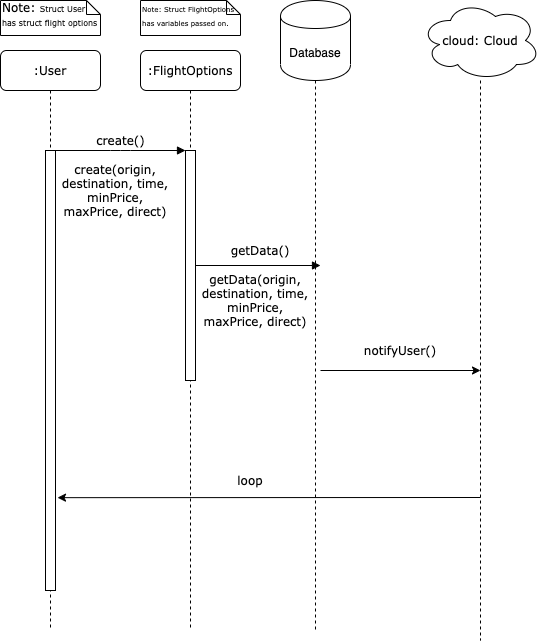 Note: Struct User
has struct flight options
Note: Struct FlightOptions
has variables passed on.
:User
:FlightOptions
Database
cloud: Cloud
create()
create(origin,
destination, time,
minPrice,
maxPrice, direct)
getData()
getData(origin,
destination, time,
minPrice,
maxPrice, direct)
notifyUser()
loop